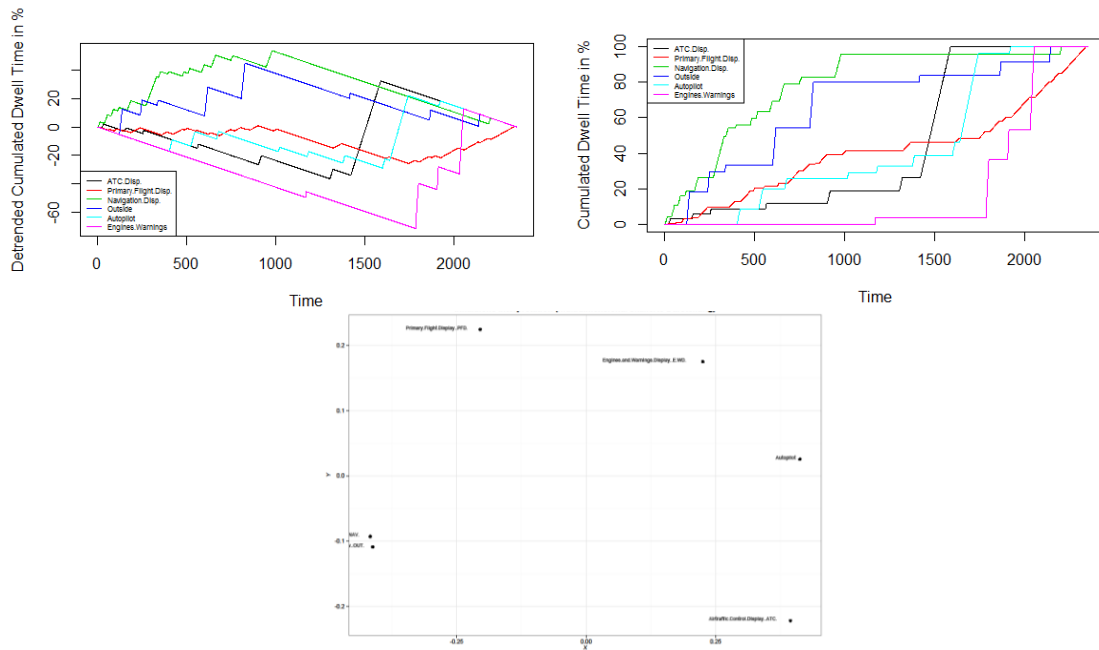 Detrended Cumulated Dwell Time in %
20
0
-20
-60
ATC.Disp.
Primary.Flight.Disp.
Navigation.Disp.
Outside
Autopilot
Engines.Warnings
0 500 1000 1500 2000
Time
Cumulated Dwell Time in %
100
80
60
40
20
0
ATC.Disp.
Primary.Flight.Disp.
Navigation.Disp.
Outside
Autopilot
Engines.Warnings
0 500 1000 1500 2000
Time
Primary.Flight.Display..PFD.
Engines.and.Warnings.Display..E.WD.
Autopilot
NAV.
OUT.
Airtraffic.Control.Display..ATC.
0.2
0.1
0.0
-0.1
-0.2
Y
-0.25 0.00 0.25
X